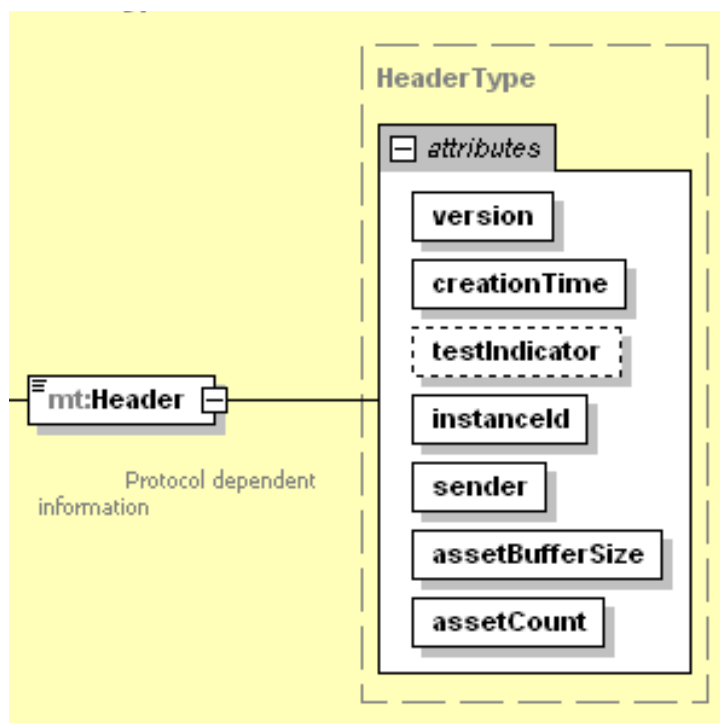 HeaderType
attributes
version
creationTime
testIndicator
mt:Header
instanceId
Protocol dependent
information
sender
assetBufferSize
assetCount